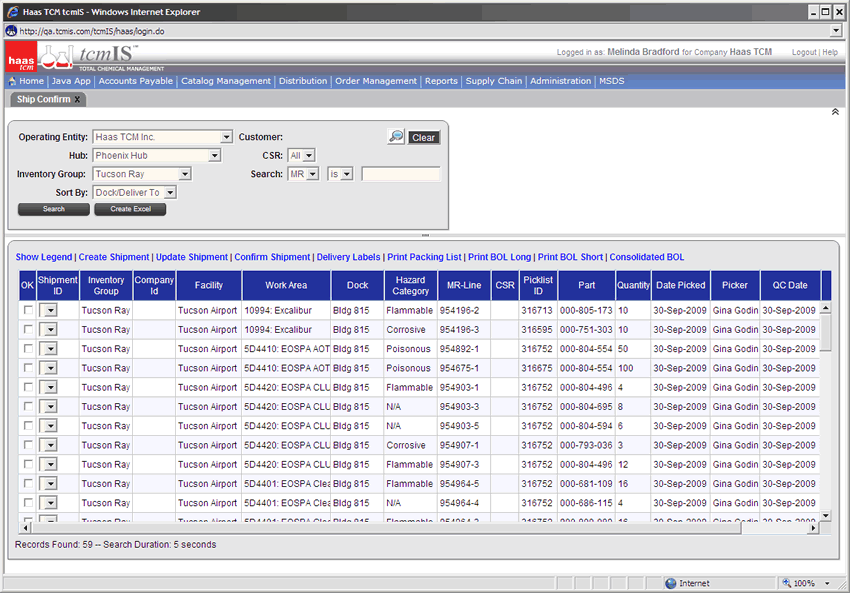 Haas TCM tcmIS - Windows Internet Explorer
http://qa.tcmis.com/tcmIS/haas/login.do
haas tcm tcmIS™ TOTAL CHEMICAL MANAGEMENT
Logged in as: Melinda Bradford for Company Haas TCM Logout | Help
Home | Java App | Accounts Payable | Catalog Management | Distribution | Order Management | Reports | Supply Chain | Administration | MSDS
Ship Confirm X
Operating Entity: Haas TCM Inc. Customer: Clear
Hub: Phoenix Hub CSR: All
Inventory Group: Tucson Ray Search: MR is
Sort By: Dock/Deliver To
Search Create Excel
Show Legend | Create Shipment | Update Shipment | Confirm Shipment | Delivery Labels | Print Packing List | Print BOL Long | Print BOL Short | Consolidated BOL
OK Shipment ID Inventory Group Company Id Facility Work Area Dock Hazard Category MR-Line CSR Picklist ID Part Quantity Date Picked Picker QC Date
Tucson Ray Tucson Airport 10994: Excalibur Bldg 815 Flammable 954196-2 316713 000-805-173 10 30-Sep-2009 Gina Godin 30-Sep-2009
Tucson Ray Tucson Airport 10994: Excalibur Bldg 815 Corrosive 954196-3 316595 000-751-303 10 30-Sep-2009 Gina Godin 30-Sep-2009
Tucson Ray Tucson Airport 5D4410: EOSPA AOT Bldg 815 Poisonous 954892-1 316752 000-804-554 50 30-Sep-2009 Gina Godin 30-Sep-2009
Tucson Ray Tucson Airport 5D4410: EOSPA AOT Bldg 815 Poisonous 954675-1 316675 000-804-554 100 30-Sep-2009 Gina Godin 30-Sep-2009
Tucson Ray Tucson Airport 5D4420: EOSPA CLU Bldg 815 Flammable 954903-1 316752 000-804-496 4 30-Sep-2009 Gina Godin 30-Sep-2009
Tucson Ray Tucson Airport 5D4420: EOSPA CLU Bldg 815 N/A 954903-3 316752 000-804-695 8 30-Sep-2009 Gina Godin 30-Sep-2009
Tucson Ray Tucson Airport 5D4420: EOSPA CLU Bldg 815 N/A 954903-5 316752 000-804-594 6 30-Sep-2009 Gina Godin 30-Sep-2009
Tucson Ray Tucson Airport 5D4420: EOSPA CLU Bldg 815 Corrosive 954907-1 316752 000-793-036 3 30-Sep-2009 Gina Godin 30-Sep-2009
Tucson Ray Tucson Airport 5D4420: EOSPA CLU Bldg 815 Flammable 954907-3 316752 000-804-496 12 30-Sep-2009 Gina Godin 30-Sep-2009
Tucson Ray Tucson Airport 5D4401: EOSPA Clea Bldg 815 Flammable 954964-5 316752 000-681-109 16 30-Sep-2009 Gina Godin 30-Sep-2009
Tucson Ray Tucson Airport 5D4401: EOSPA Clea Bldg 815 N/A 954964-4 316752 000-686-115 4 30-Sep-2009 Gina Godin 30-Sep-2009
Tucson Ray Tucson Airport 5D4401: EOSPA Clea Bldg 815 Flammable 316752 30-Sep-2009 Gina Godin 30-Sep-2009
Records Found: 59 -- Search Duration: 5 seconds
Internet 100%